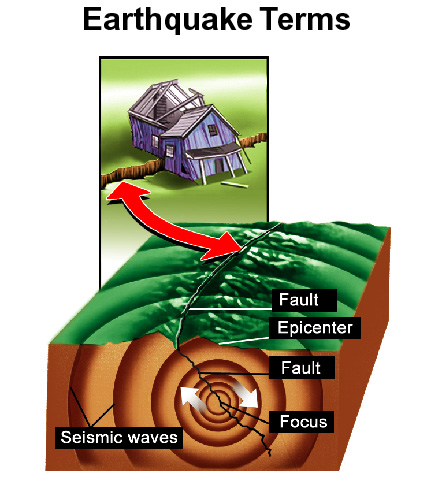 Earthquake Terms
Fault
Epicenter
Fault
Focus
Seismic waves